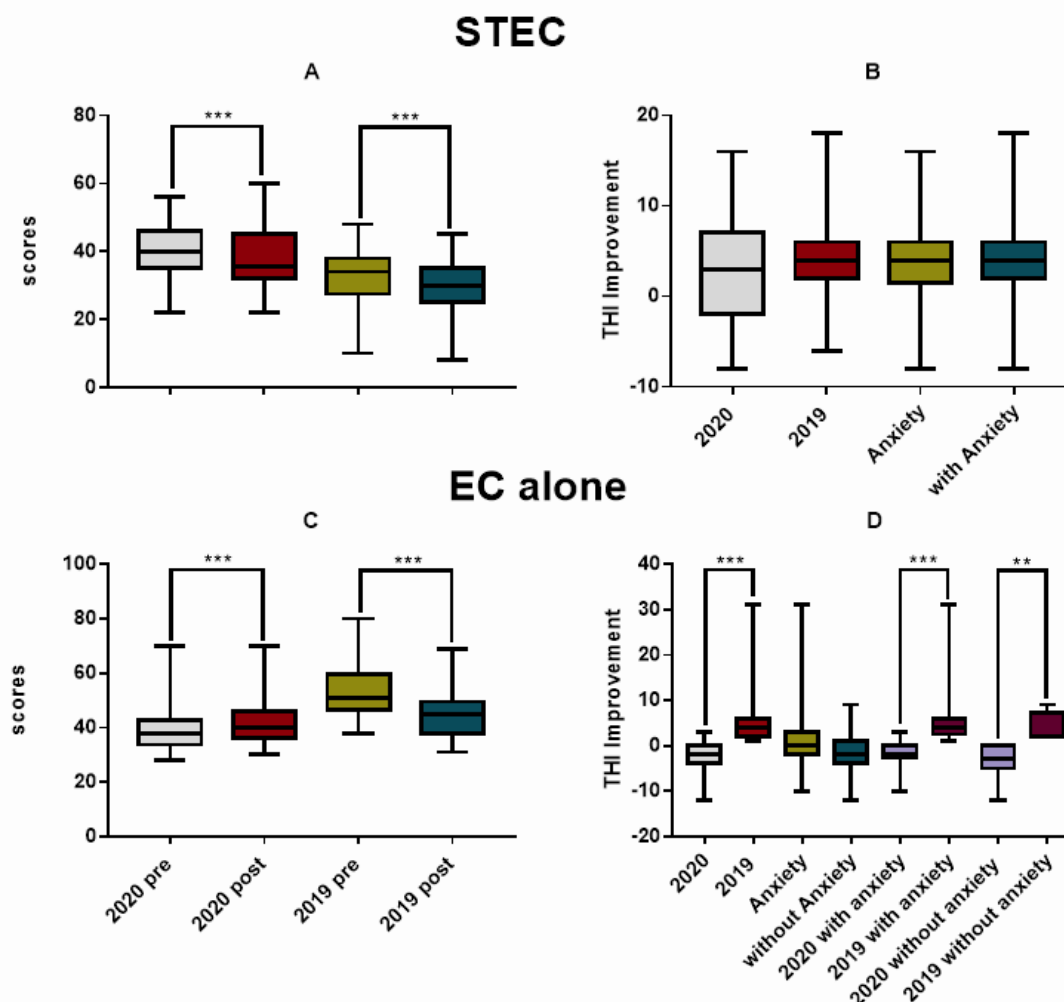 STEC
A
***
***
80
60
40
20
0
scores
B
20
10
0
-10
THI Improvement
2020
2019
Anxiety
with Anxiety
EC alone
C
***
***
100
80
60
40
20
0
scores
2020 pre
2020 post
2019 pre
2019 post
D
***
***
**
40
30
20
10
0
-10
-20
THI Improvement
2020
2019
Anxiety
without Anxiety
2020 with anxiety
2019 with anxiety
2020 without anxiety
2019 without anxiety